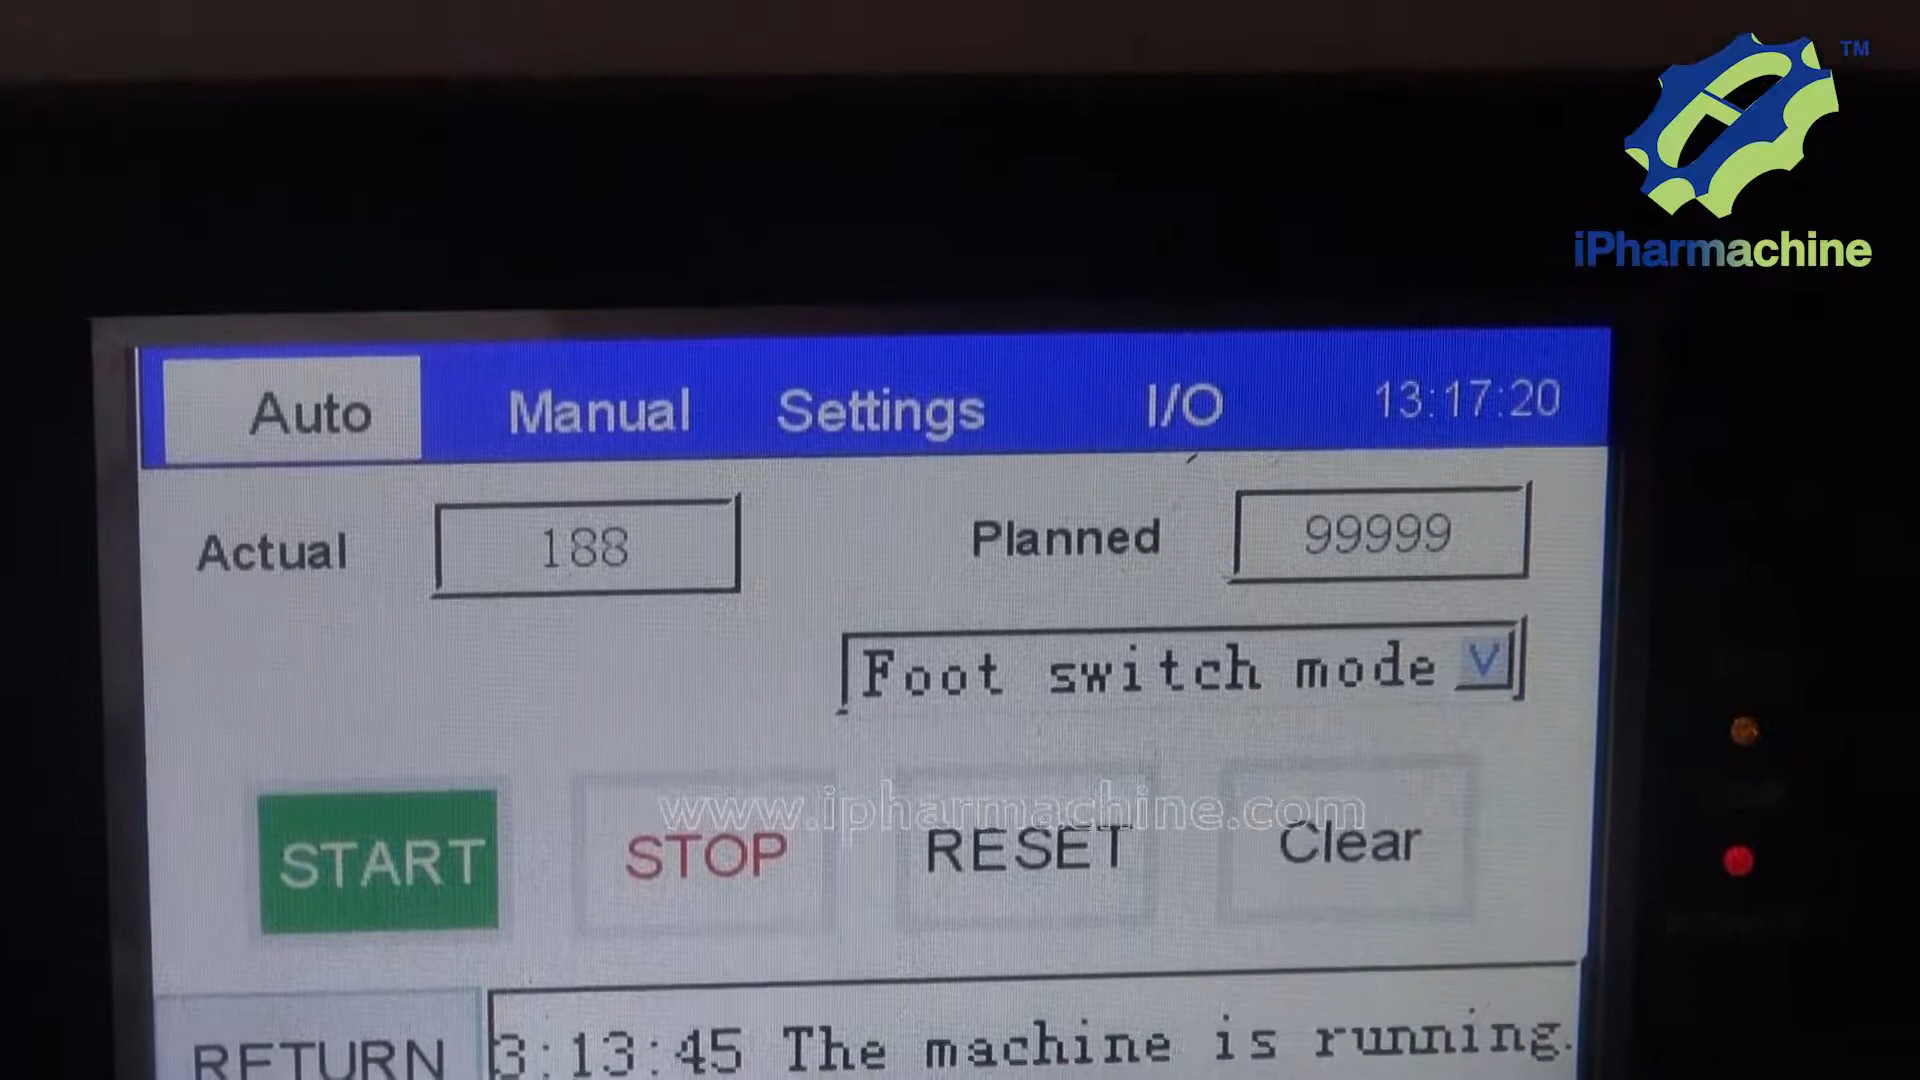 TM
iPharmachine
Auto Manual Settings I/O 13:17:20
Actual 188 Planned 99999
Foot switch mode V
www.ipharmachine.com
START STOP RESET Clear
RETURN 3:13:45 The machine is running.